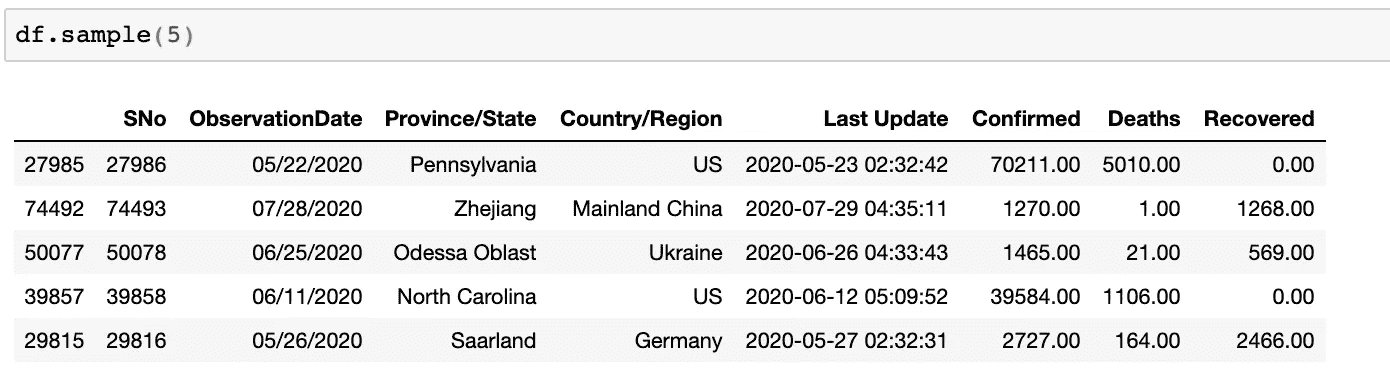 df.sample(5)
SNo ObservationDate Province/State Country/Region Last Update Confirmed Deaths Recovered
27985 27986 05/22/2020 Pennsylvania US 2020-05-23 02:32:42 70211.00 5010.00 0.00
74492 74493 07/28/2020 Zhejiang Mainland China 2020-07-29 04:35:11 1270.00 1.00 1268.00
50077 50078 06/25/2020 Odessa Oblast Ukraine 2020-06-26 04:33:43 1465.00 21.00 569.00
39857 39858 06/11/2020 North Carolina US 2020-06-12 05:09:52 39584.00 1106.00 0.00
29815 29816 05/26/2020 Saarland Germany 2020-05-27 02:32:31 2727.00 164.00 2466.00